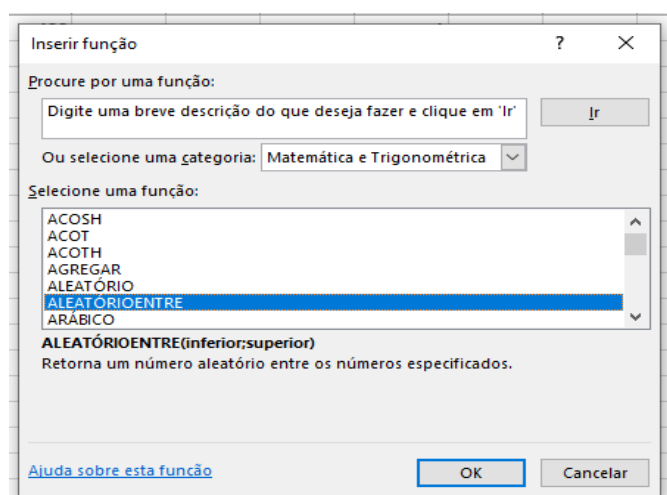 Inserir função ? X
Procure por uma função:
Digite uma breve descrição do que deseja fazer e clique em 'Ir'
Ir
Ou selecione uma categoria: Matemática e Trigonométrica
Selecione uma função:
ACOSH
ACOT
ACOTH
AGREGAR
ALEATÓRIO
ALEATÓRIOENTRE
ARÁBICO
ALEATÓRIOENTRE(inferior;superior)
Retorna um número aleatório entre os números especificados.
Ajuda sobre esta função
OK
Cancelar